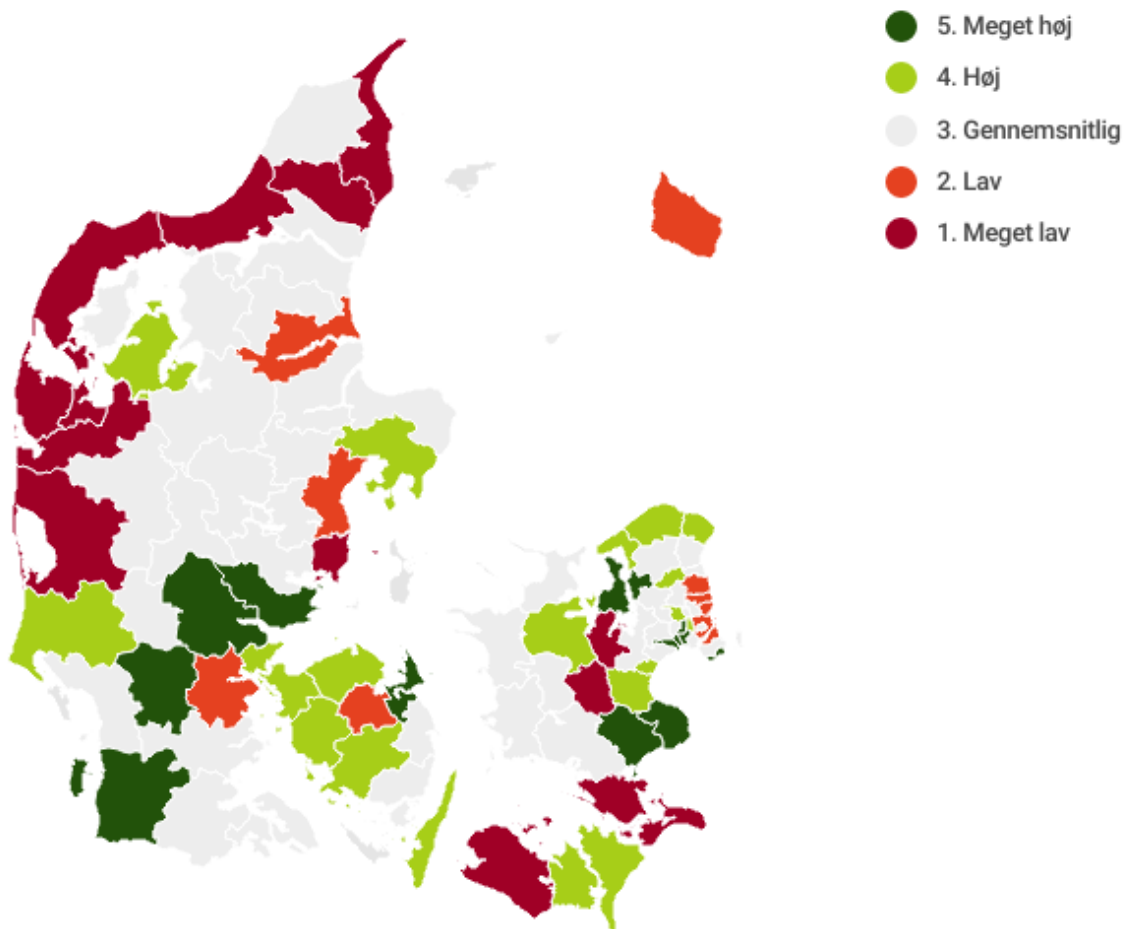 5. Meget høj
4. Høj
3. Gennemsnitlig
2. Lav
1. Meget lav